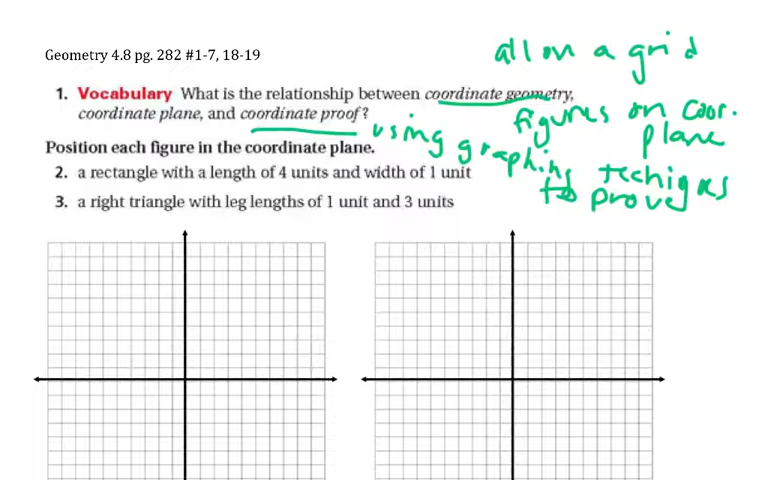 all on a grid
Geometry 4.8 pg. 282 #1-7, 18-19
1. Vocabulary What is the relationship between coordinate geometry,
coordinate plane, and coordinate proof?
figures on coor.
plane
using graphing techiqus
to prove
Position each figure in the coordinate plane.
2. a rectangle with a length of 4 units and width of 1 unit
3. a right triangle with leg lengths of 1 unit and 3 units